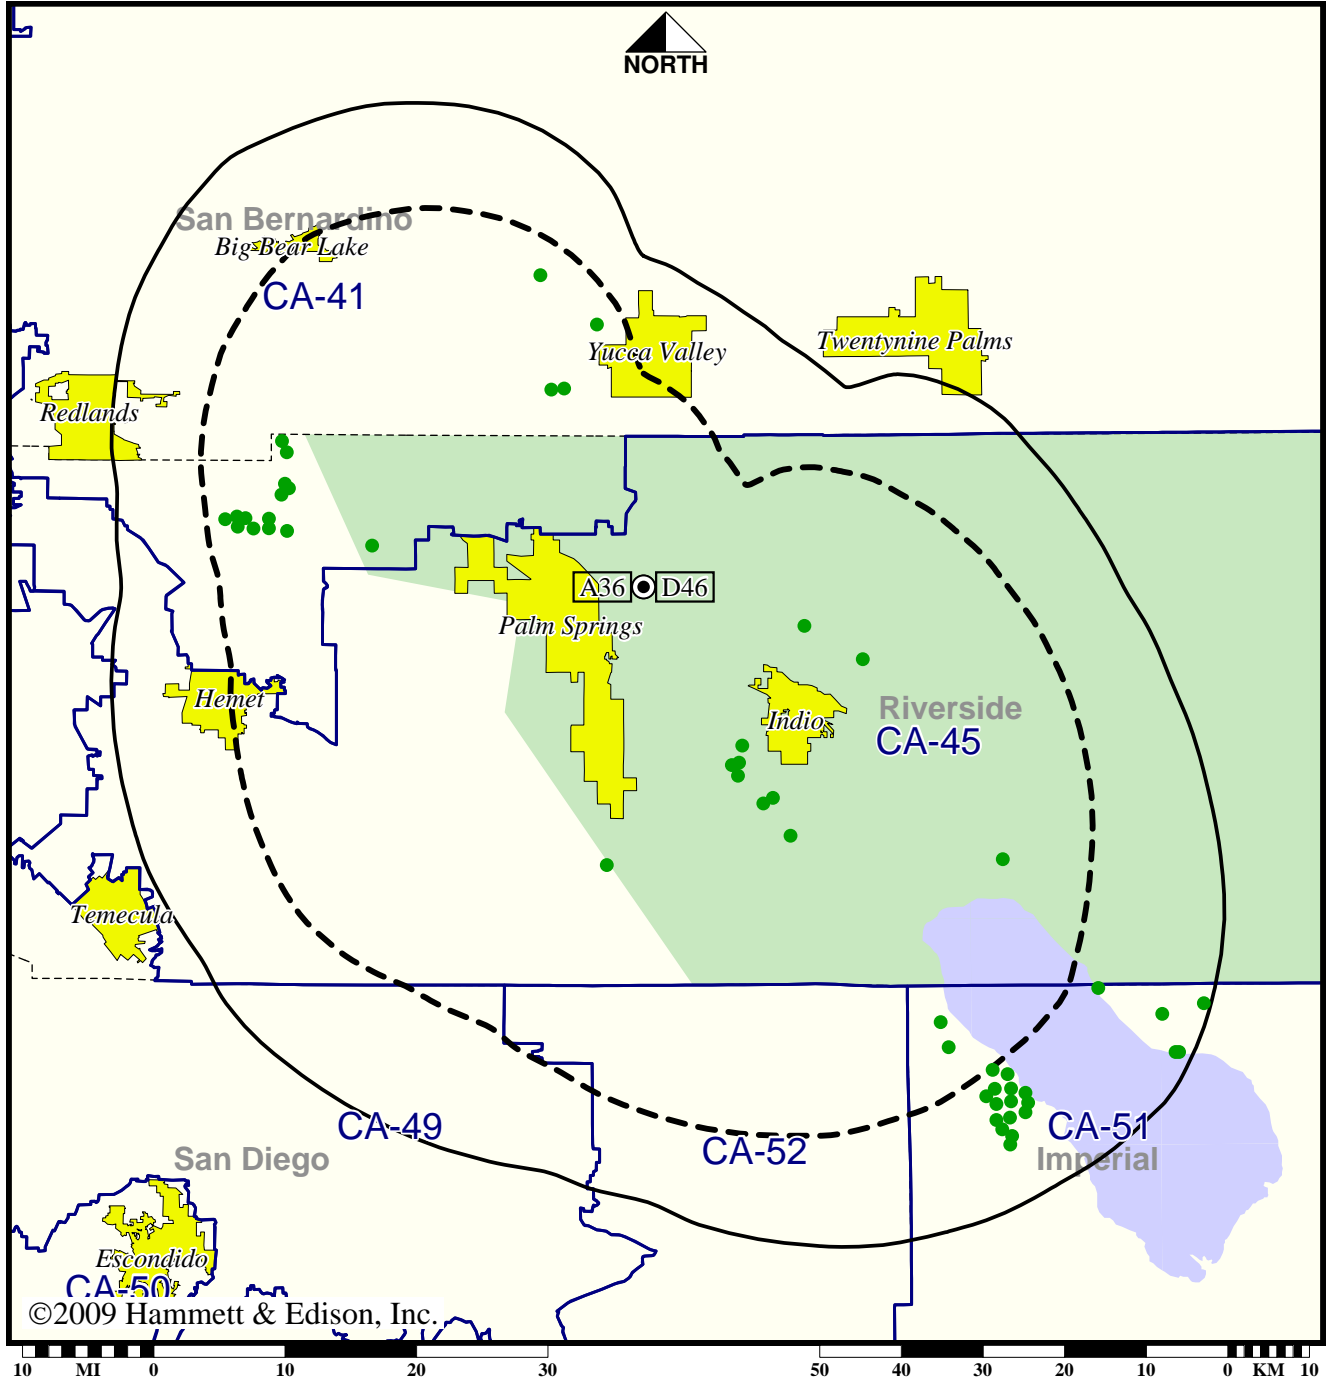 NORTH
San Bernardino
Big Bear Lake
CA-41
Twentynine Palms
Yucca Valley
Redlands
A36 D46
Palm Springs
Hemet
Riverside
Indio
CA-45
Temecula
CA-49
CA-51
CA-52
San Diego
Imperial
Escondido
CA-50
©2009 Hammett & Edison, Inc.
10 MI 0 10 20 30 50 40 30 20 10 0 KM 10